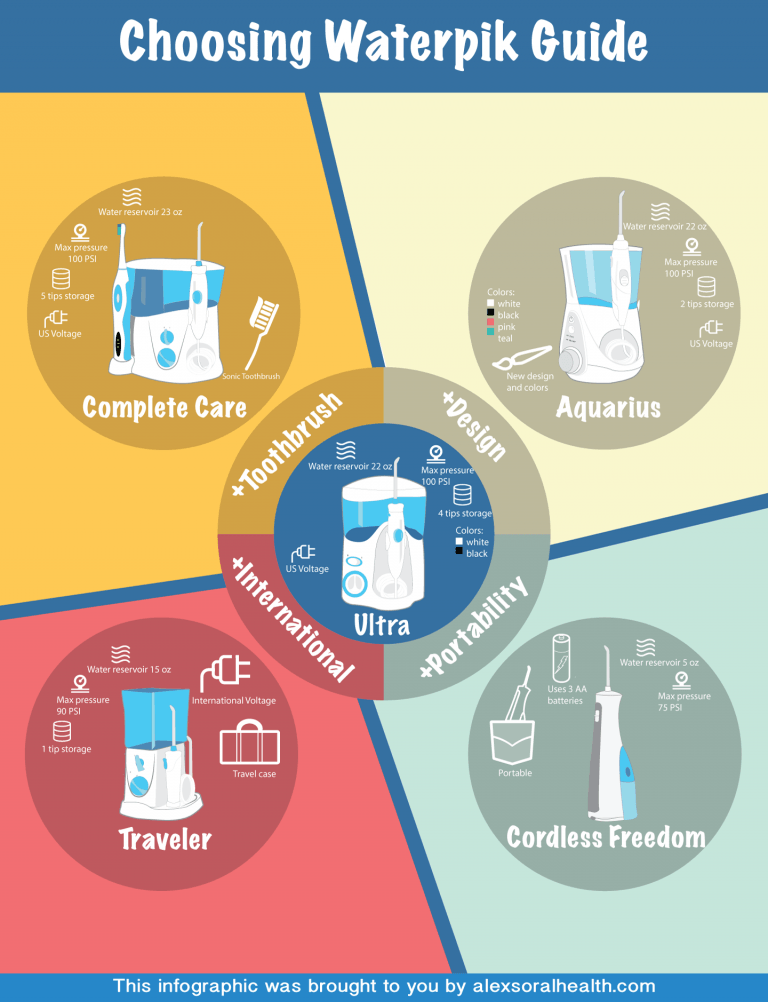 Choosing Waterpik Guide
Water reservoir 23 oz
Max pressure
100 PSI
5 tips storage
US Voltage
Sonic Toothbrush
Complete Care
Water reservoir 22 oz
Max pressure
100 PSI
2 tips storage
US Voltage
Colors:
white
black
pink
teal
New design
and colors
Aquarius
+Toothbrush
+Design
+International
+Portability
Water reservoir 22 oz
Max pressure
100 PSI
4 tips storage
Colors:
white
black
US Voltage
Ultra
Water reservoir 15 oz
Max pressure
90 PSI
1 tip storage
International Voltage
Travel case
Traveler
Uses 3 AA
batteries
Water reservoir 5 oz
Max pressure
75 PSI
Portable
Cordless Freedom
This infographic was brought to you by alexsoralhealth.com